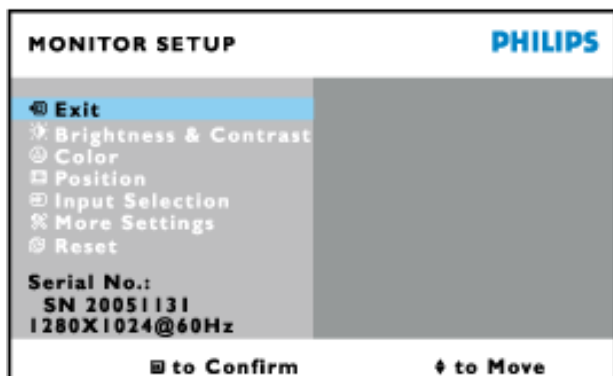 MONITOR SETUP PHILIPS
Exit
Brightness & Contrast
Color
Position
Input Selection
More Settings
Reset
Serial No.:
SN 20051131
1280X1024@60Hz
to Confirm to Move